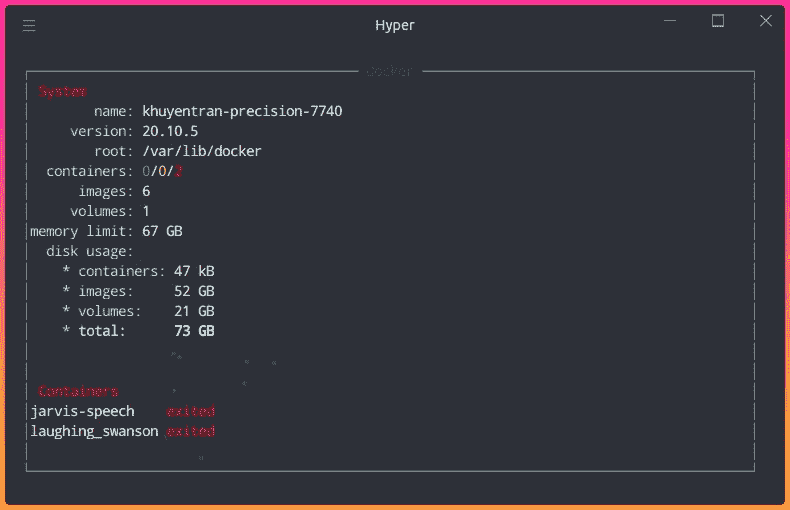 Hyper
docker
System
name: khuyentran-precision-7740
version: 20.10.5
root: /var/lib/docker
containers: 0/0/2
images: 6
volumes: 1
memory limit: 67 GB
disk usage:
* containers: 47 kB
* images: 52 GB
* volumes: 21 GB
* total: 73 GB
Containers
jarvis-speech exited
laughing_swanson exited